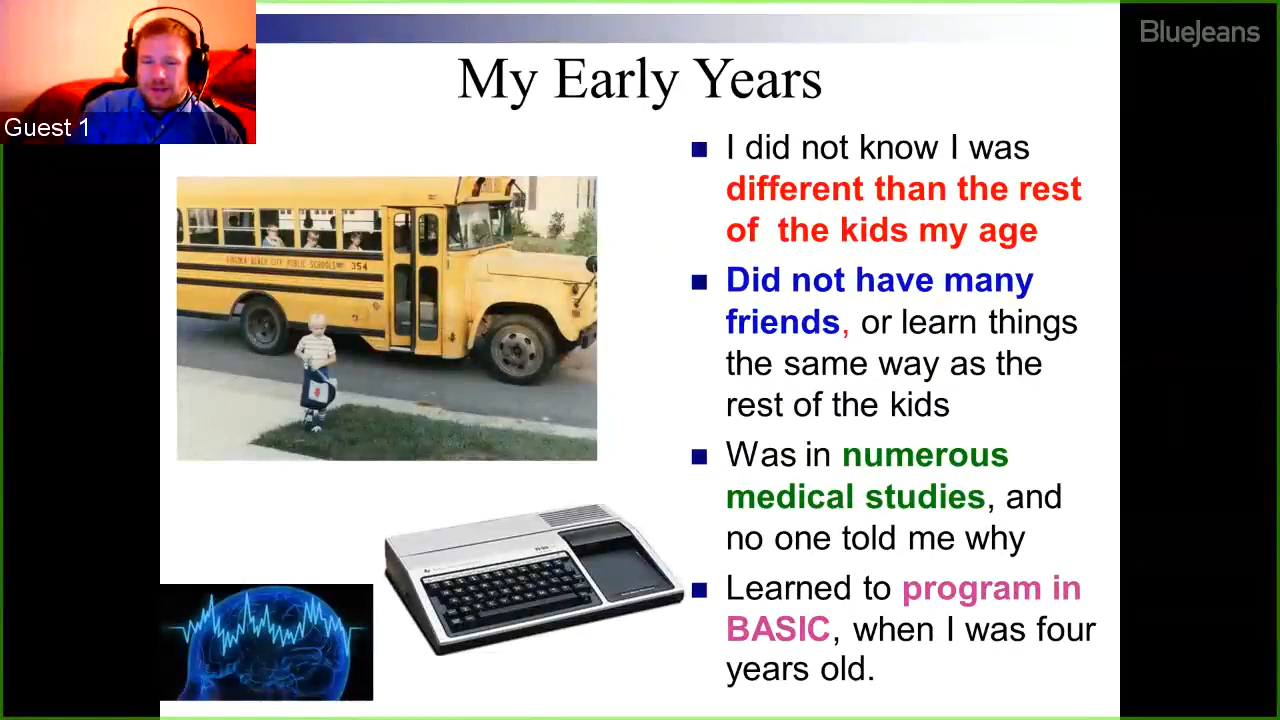 BlueJeans
Guest 1
My Early Years
I did not know I was
different than the rest
of the kids my age
Did not have many
friends, or learn things
the same way as the
rest of the kids
Was in numerous
medical studies, and
no one told me why
Learned to program in
BASIC, when I was four
years old.
VIRGINIA BEACH CITY PUBLIC SCHOOLS 354